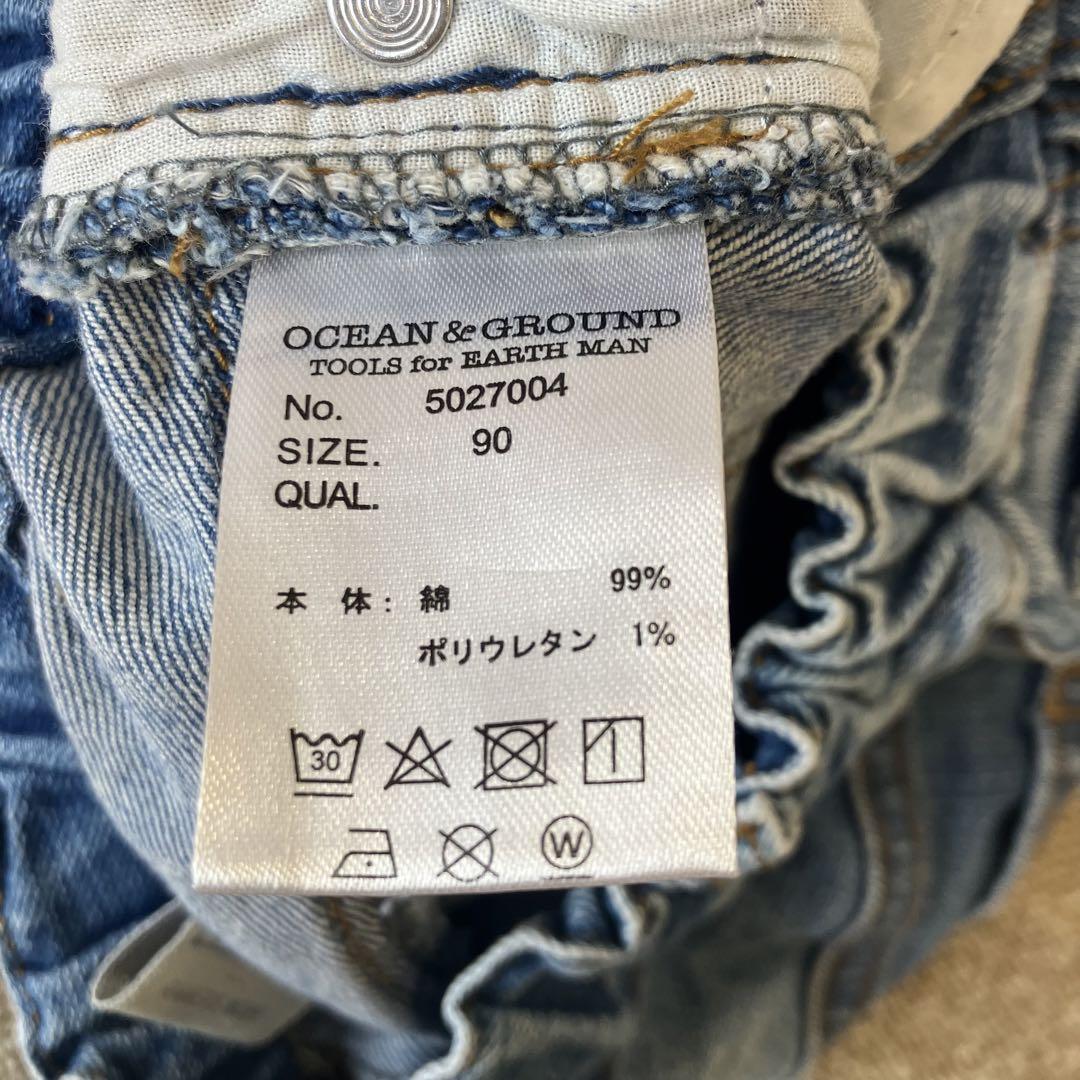 OCEAN & GROUND
TOOLS for EARTH MAN
No. 5027004
SIZE. 90
QUAL.
本 体: 綿 99%
ポリウレタン 1%
30
W